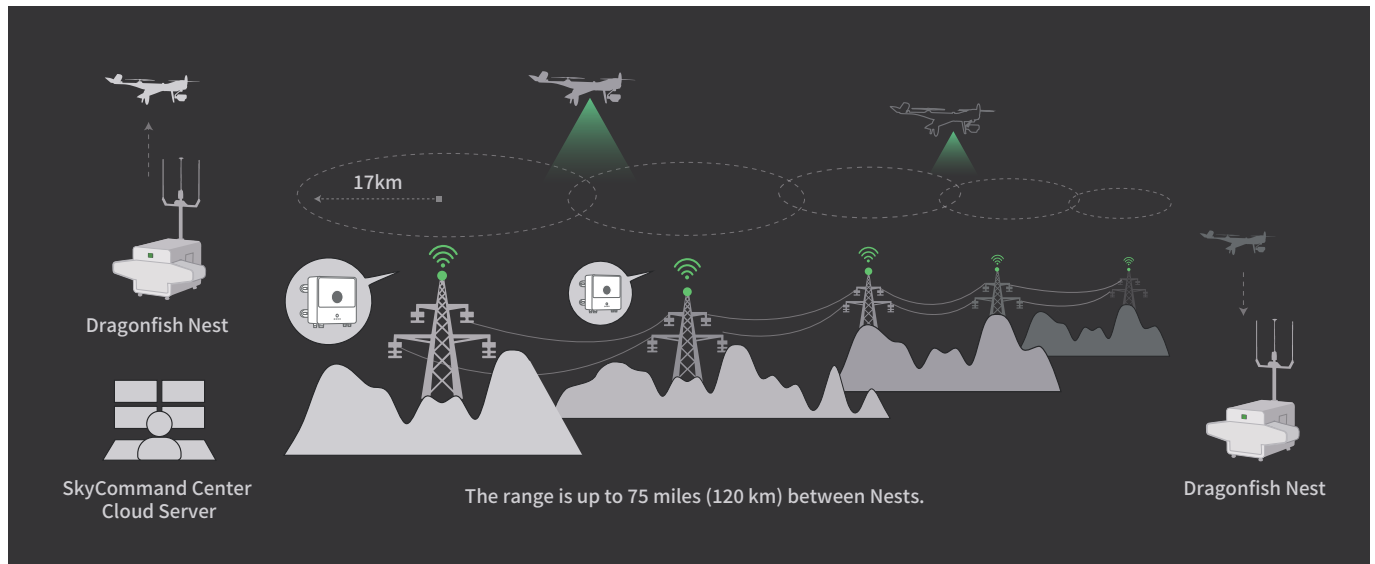 17km
Dragonfish Nest
SkyCommand Center
Cloud Server
The range is up to 75 miles (120 km) between Nests.
Dragonfish Nest